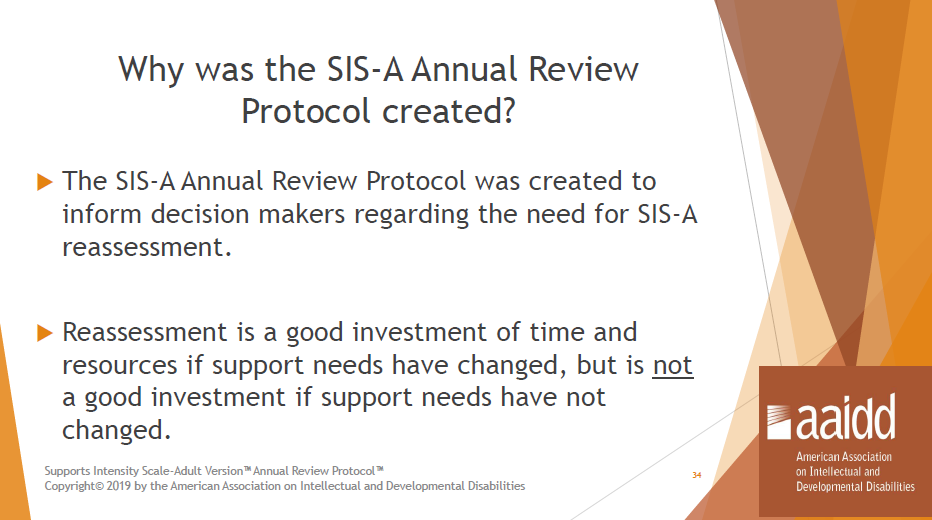 Why was the SIS-A Annual Review
Protocol created?
The SIS-A Annual Review Protocol was created to
inform decision makers regarding the need for SIS-A
reassessment.
Reassessment is a good investment of time and
resources if support needs have changed, but is not
a good investment if support needs have not
changed.
Supports Intensity Scale-Adult Version™ Annual Review Protocol™
Copyright© 2019 by the American Association on Intellectual and Developmental Disabilities
34
aaidd
American Association
on Intellectual and
Developmental Disabilities